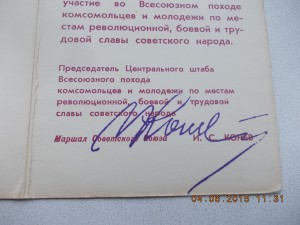 участие во Всесоюзном походе
комсомольцев и молодежи по ме-
стам революционной, боевой и тру-
довой славы советского народа.
Председатель Центрального штаба
Всесоюзного похода
комсомольцев и молодежи по местам
революционной, боевой и трудовой
славы советского народа
Маршал Советского Союза И. С. КОНЕВ
04.08.2015 11:31